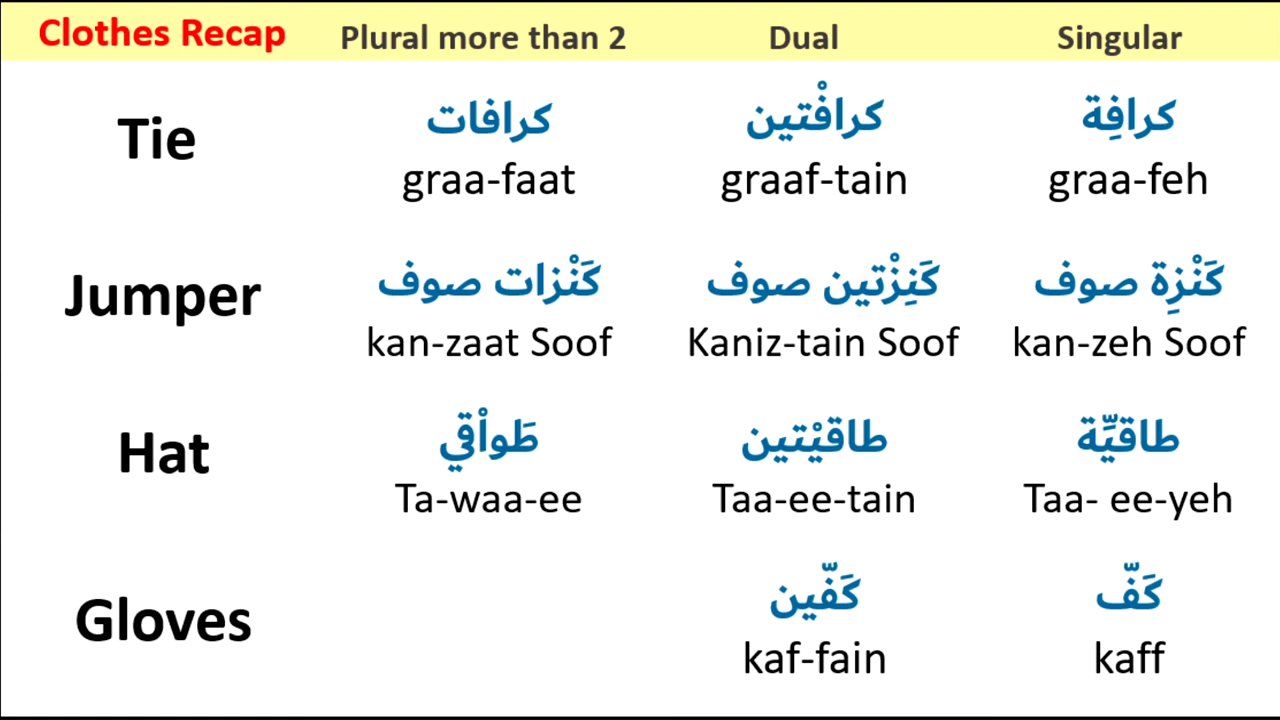 Clothes Recap Plural more than 2 Dual Singular
Tie كرافات كرافْتين كرافِة
graa-faat graaf-tain graa-feh
Jumper كَنْزات صوف كَنِزْتين صوف كَنْزِة صوف
kan-zaat Soof Kaniz-tain Soof kan-zeh Soof
Hat طَواْقي طاقيْتين طاقيِّة
Ta-waa-ee Taa-ee-tain Taa- ee-yeh
Gloves كَفّين كَفّ
kaf-fain kaff